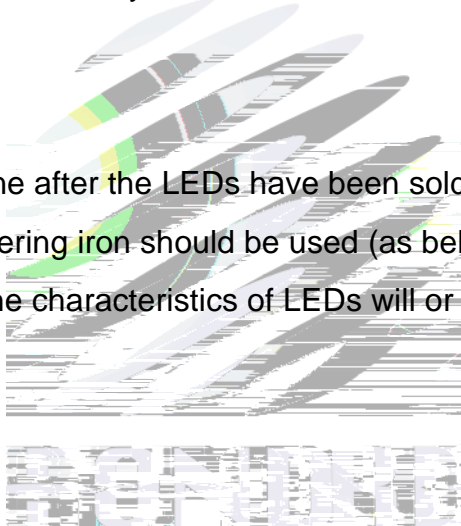 ne after the LEDs have been sold
ering iron should be used (as bel
ne characteristics of LEDs will or